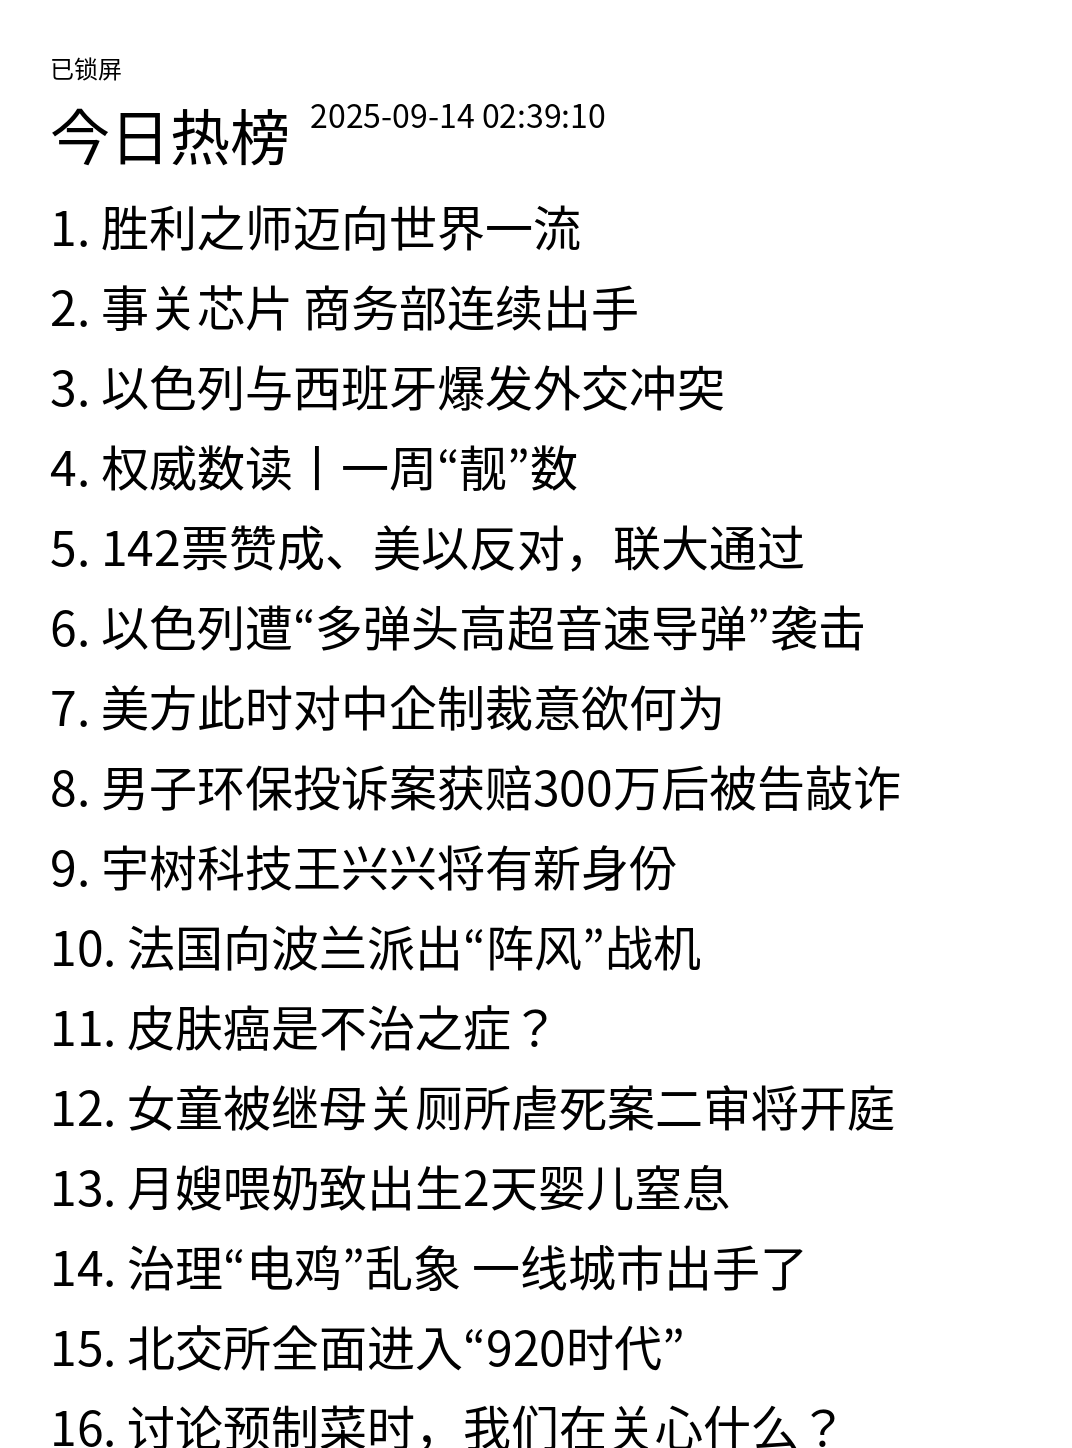 已锁屏
今日热榜 2025-09-14 02:39:10
1. 胜利之师迈向世界一流
2. 事关芯片 商务部连续出手
3. 以色列与西班牙爆发外交冲突
4. 权威数读丨一周“靓”数
5. 142票赞成、美以反对，联大通过
6. 以色列遭“多弹头高超音速导弹”袭击
7. 美方此时对中企制裁意欲何为
8. 男子环保投诉案获赔300万后被告敲诈
9. 宇树科技王兴兴将有新身份
10. 法国向波兰派出“阵风”战机
11. 皮肤癌是不治之症？
12. 女童被继母关厕所虐死案二审将开庭
13. 月嫂喂奶致出生2天婴儿窒息
14. 治理“电鸡”乱象 一线城市出手了
15. 北交所全面进入“920时代”
16. 讨论预制菜时，我们在关心什么？